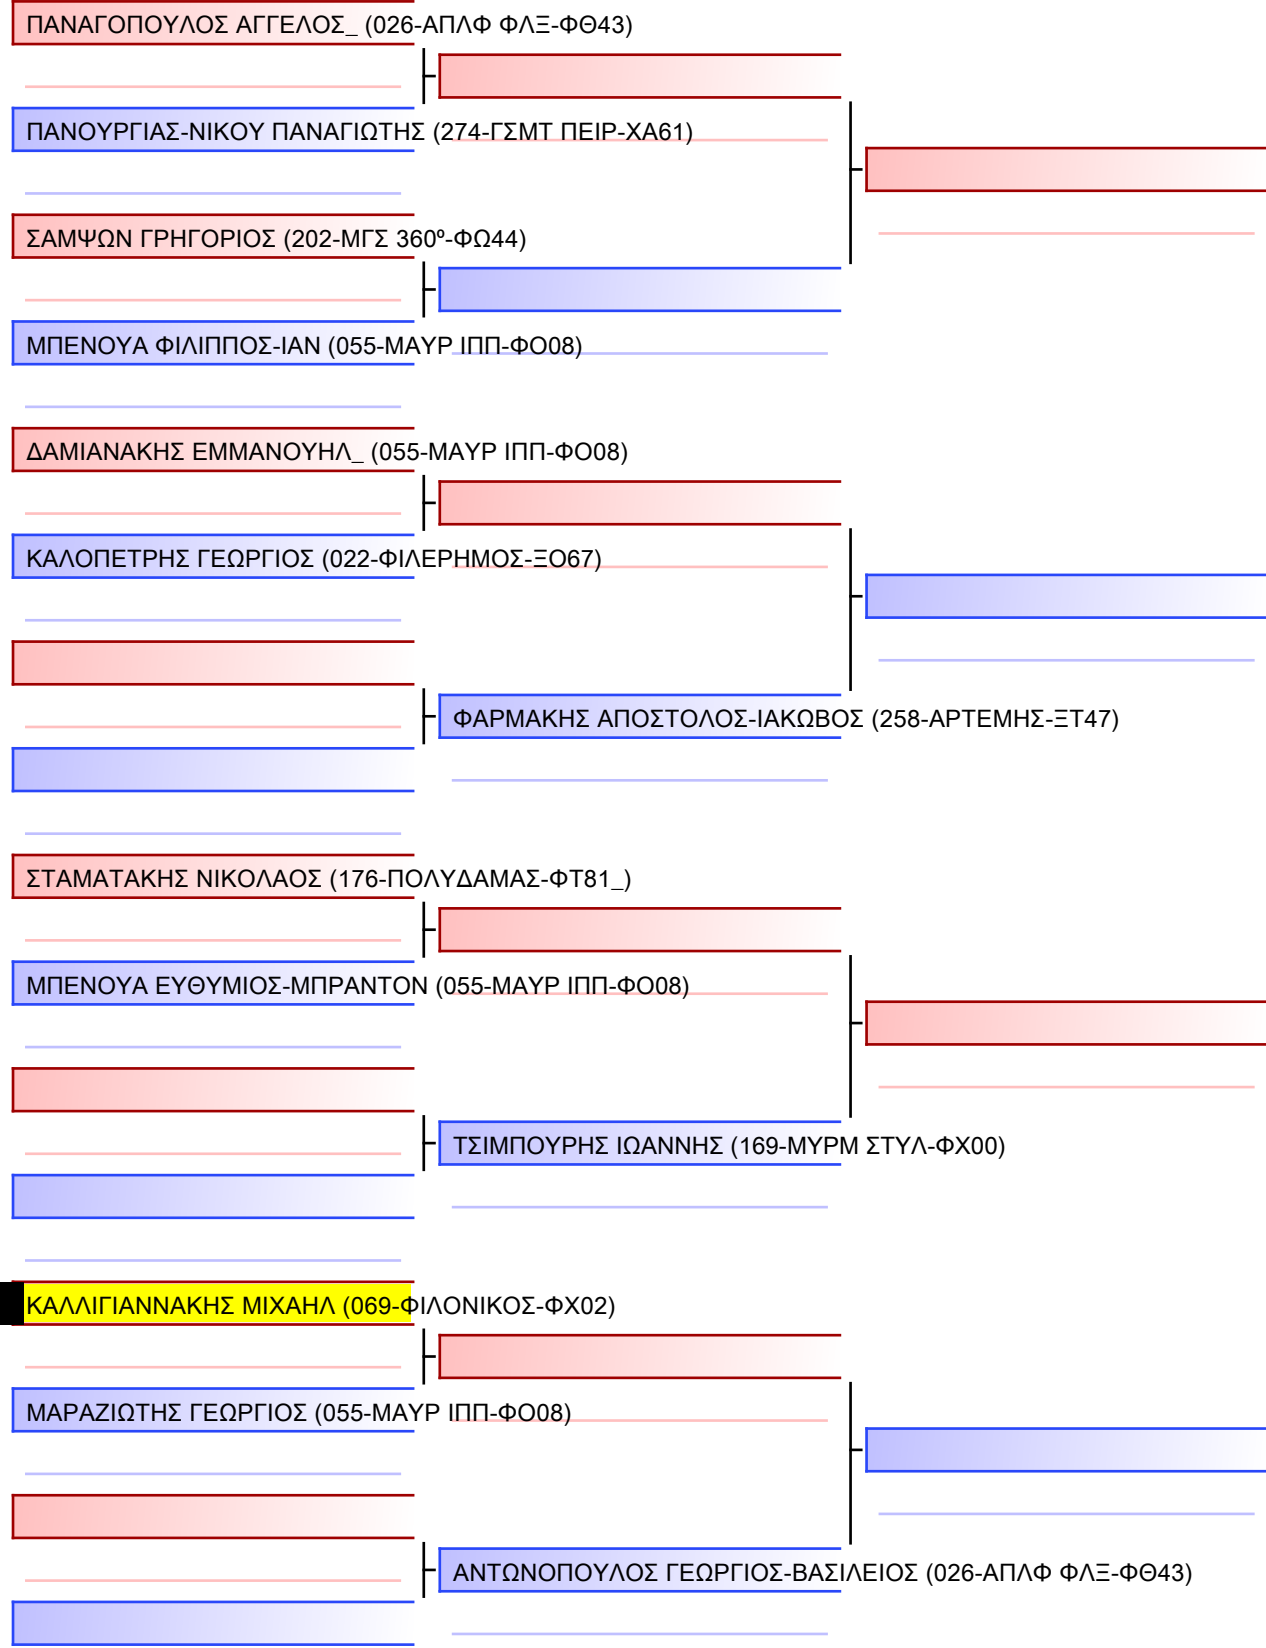 ΠΑΝΑΓΟΠΟΥΛΟΣ ΑΓΓΕΛΟΣ_ (026-ΑΠΛΦ ΦΛΞ-ΦΘ43)
ΠΑΝΟΥΡΓΙΑΣ-ΝΙΚΟΥ ΠΑΝΑΓΙΩΤΗΣ (274-ΓΣΜΤ ΠΕΙΡ-ΧΑ61)
ΣΑΜΨΩΝ ΓΡΗΓΟΡΙΟΣ (202-ΜΓΣ 360º-ΦΩ44)
ΜΠΕΝΟΥΑ ΦΙΛΙΠΠΟΣ-ΙΑΝ (055-ΜΑΥΡ ΙΠΠ-ΦΟ08)
ΔΑΜΙΑΝΑΚΗΣ ΕΜΜΑΝΟΥΗΛ_ (055-ΜΑΥΡ ΙΠΠ-ΦΟ08)
ΚΑΛΟΠΕΤΡΗΣ ΓΕΩΡΓΙΟΣ (022-ΦΙΛΕΡΗΜΟΣ-ΞΟ67)
ΦΑΡΜΑΚΗΣ ΑΠΟΣΤΟΛΟΣ-ΙΑΚΩΒΟΣ (258-ΑΡΤΕΜΗΣ-ΞΤ47)
ΣΤΑΜΑΤΑΚΗΣ ΝΙΚΟΛΑΟΣ (176-ΠΟΛΥΔΑΜΑΣ-ΦΤ81_)
ΜΠΕΝΟΥΑ ΕΥΘΥΜΙΟΣ-ΜΠΡΑΝΤΟΝ (055-ΜΑΥΡ ΙΠΠ-ΦΟ08)
ΤΣΙΜΠΟΥΡΗΣ ΙΩΑΝΝΗΣ (169-ΜΥΡΜ ΣΤΥΛ-ΦΧ00)
ΚΑΛΛΙΓΙΑΝΝΑΚΗΣ ΜΙΧΑΗΛ (069-ΦΙΛΟΝΙΚΟΣ-ΦΧ02)
ΜΑΡΑΖΙΩΤΗΣ ΓΕΩΡΓΙΟΣ (055-ΜΑΥΡ ΙΠΠ-ΦΟ08)
ΑΝΤΩΝΟΠΟΥΛΟΣ ΓΕΩΡΓΙΟΣ-ΒΑΣΙΛΕΙΟΣ (026-ΑΠΛΦ ΦΛΞ-ΦΘ43)